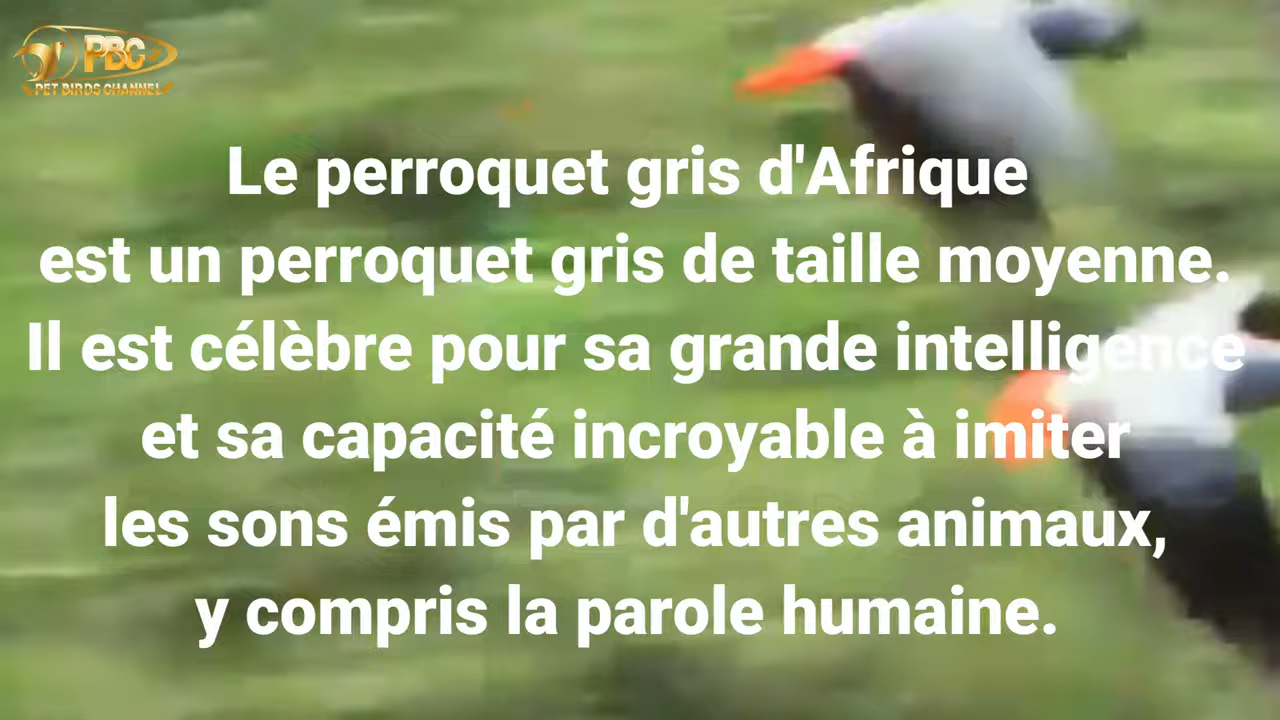 PBC
PET BIRDS CHANNEL
Le perroquet gris d'Afrique
est un perroquet gris de taille moyenne.
Il est célèbre pour sa grande intelligence
et sa capacité incroyable à imiter
les sons émis par d'autres animaux,
y compris la parole humaine.